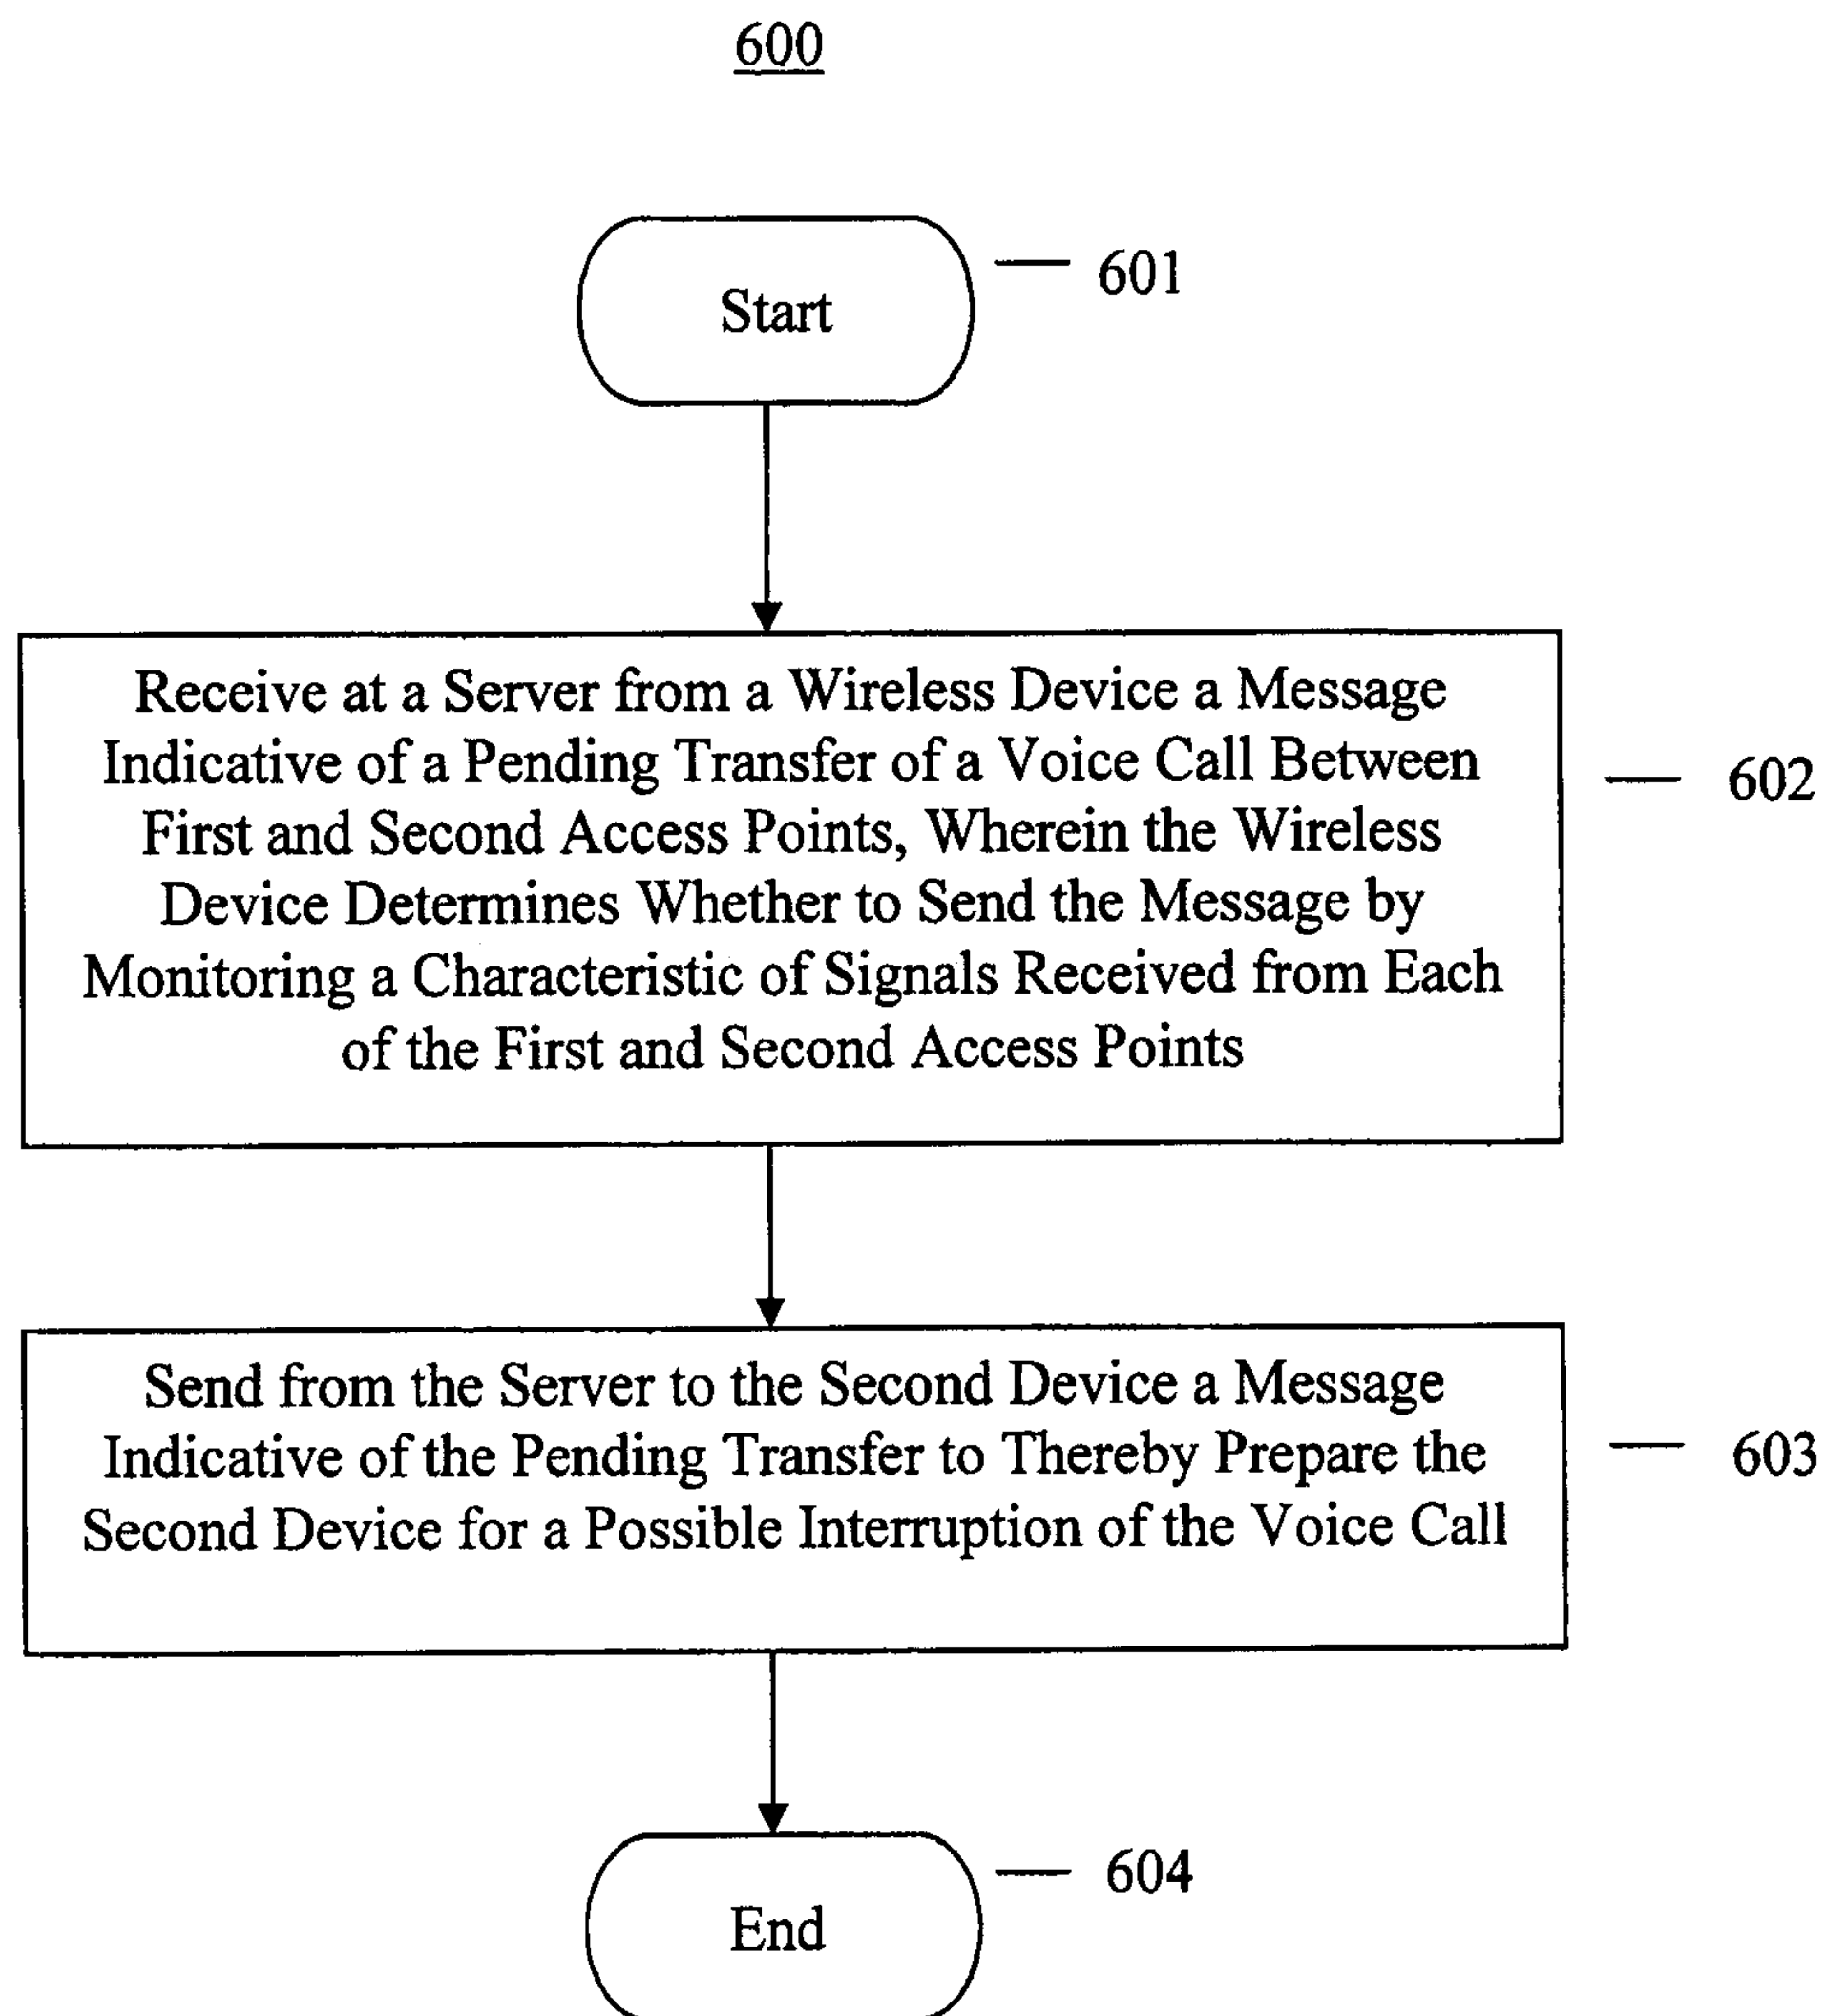 600
Start
601
Receive at a Server from a Wireless Device a Message
Indicative of a Pending Transfer of a Voice Call Between
First and Second Access Points, Wherein the Wireless
Device Determines Whether to Send the Message by
Monitoring a Characteristic of Signals Received from Each
of the First and Second Access Points
602
Send from the Server to the Second Device a Message
Indicative of the Pending Transfer to Thereby Prepare the
Second Device for a Possible Interruption of the Voice Call
603
End
604